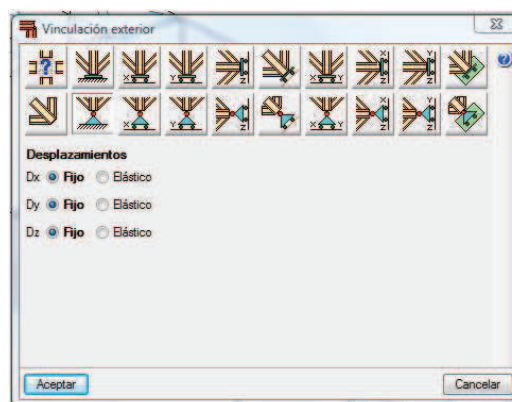 Vinculación exterior
Desplazamientos
Dx Fijo Elástico
Dy Fijo Elástico
Dz Fijo Elástico
Aceptar Cancelar